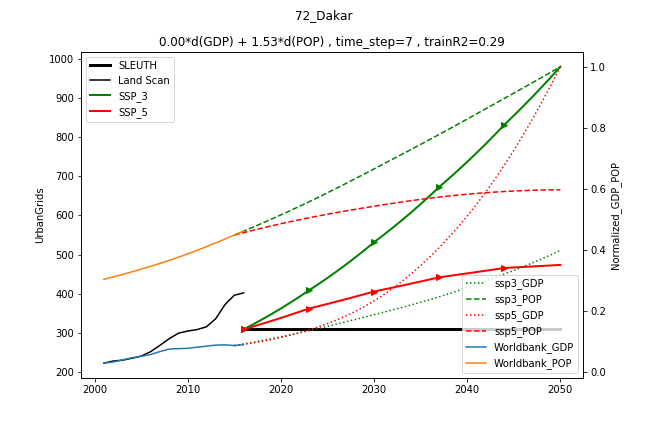 72_Dakar
0.00*d(GDP) + 1.53*d(POP) , time_step=7 , trainR2=0.29
SLEUTH
Land Scan
SSP_3
SSP_5
1000
900
800
700
600
500
400
300
200
UrbanGrids
1.0
0.8
0.6
0.4
0.2
0.0
Normalized_GDP_POP
ssp3_GDP
ssp3_POP
ssp5_GDP
ssp5_POP
Worldbank_GDP
Worldbank_POP
2000
2010
2020
2030
2040
2050